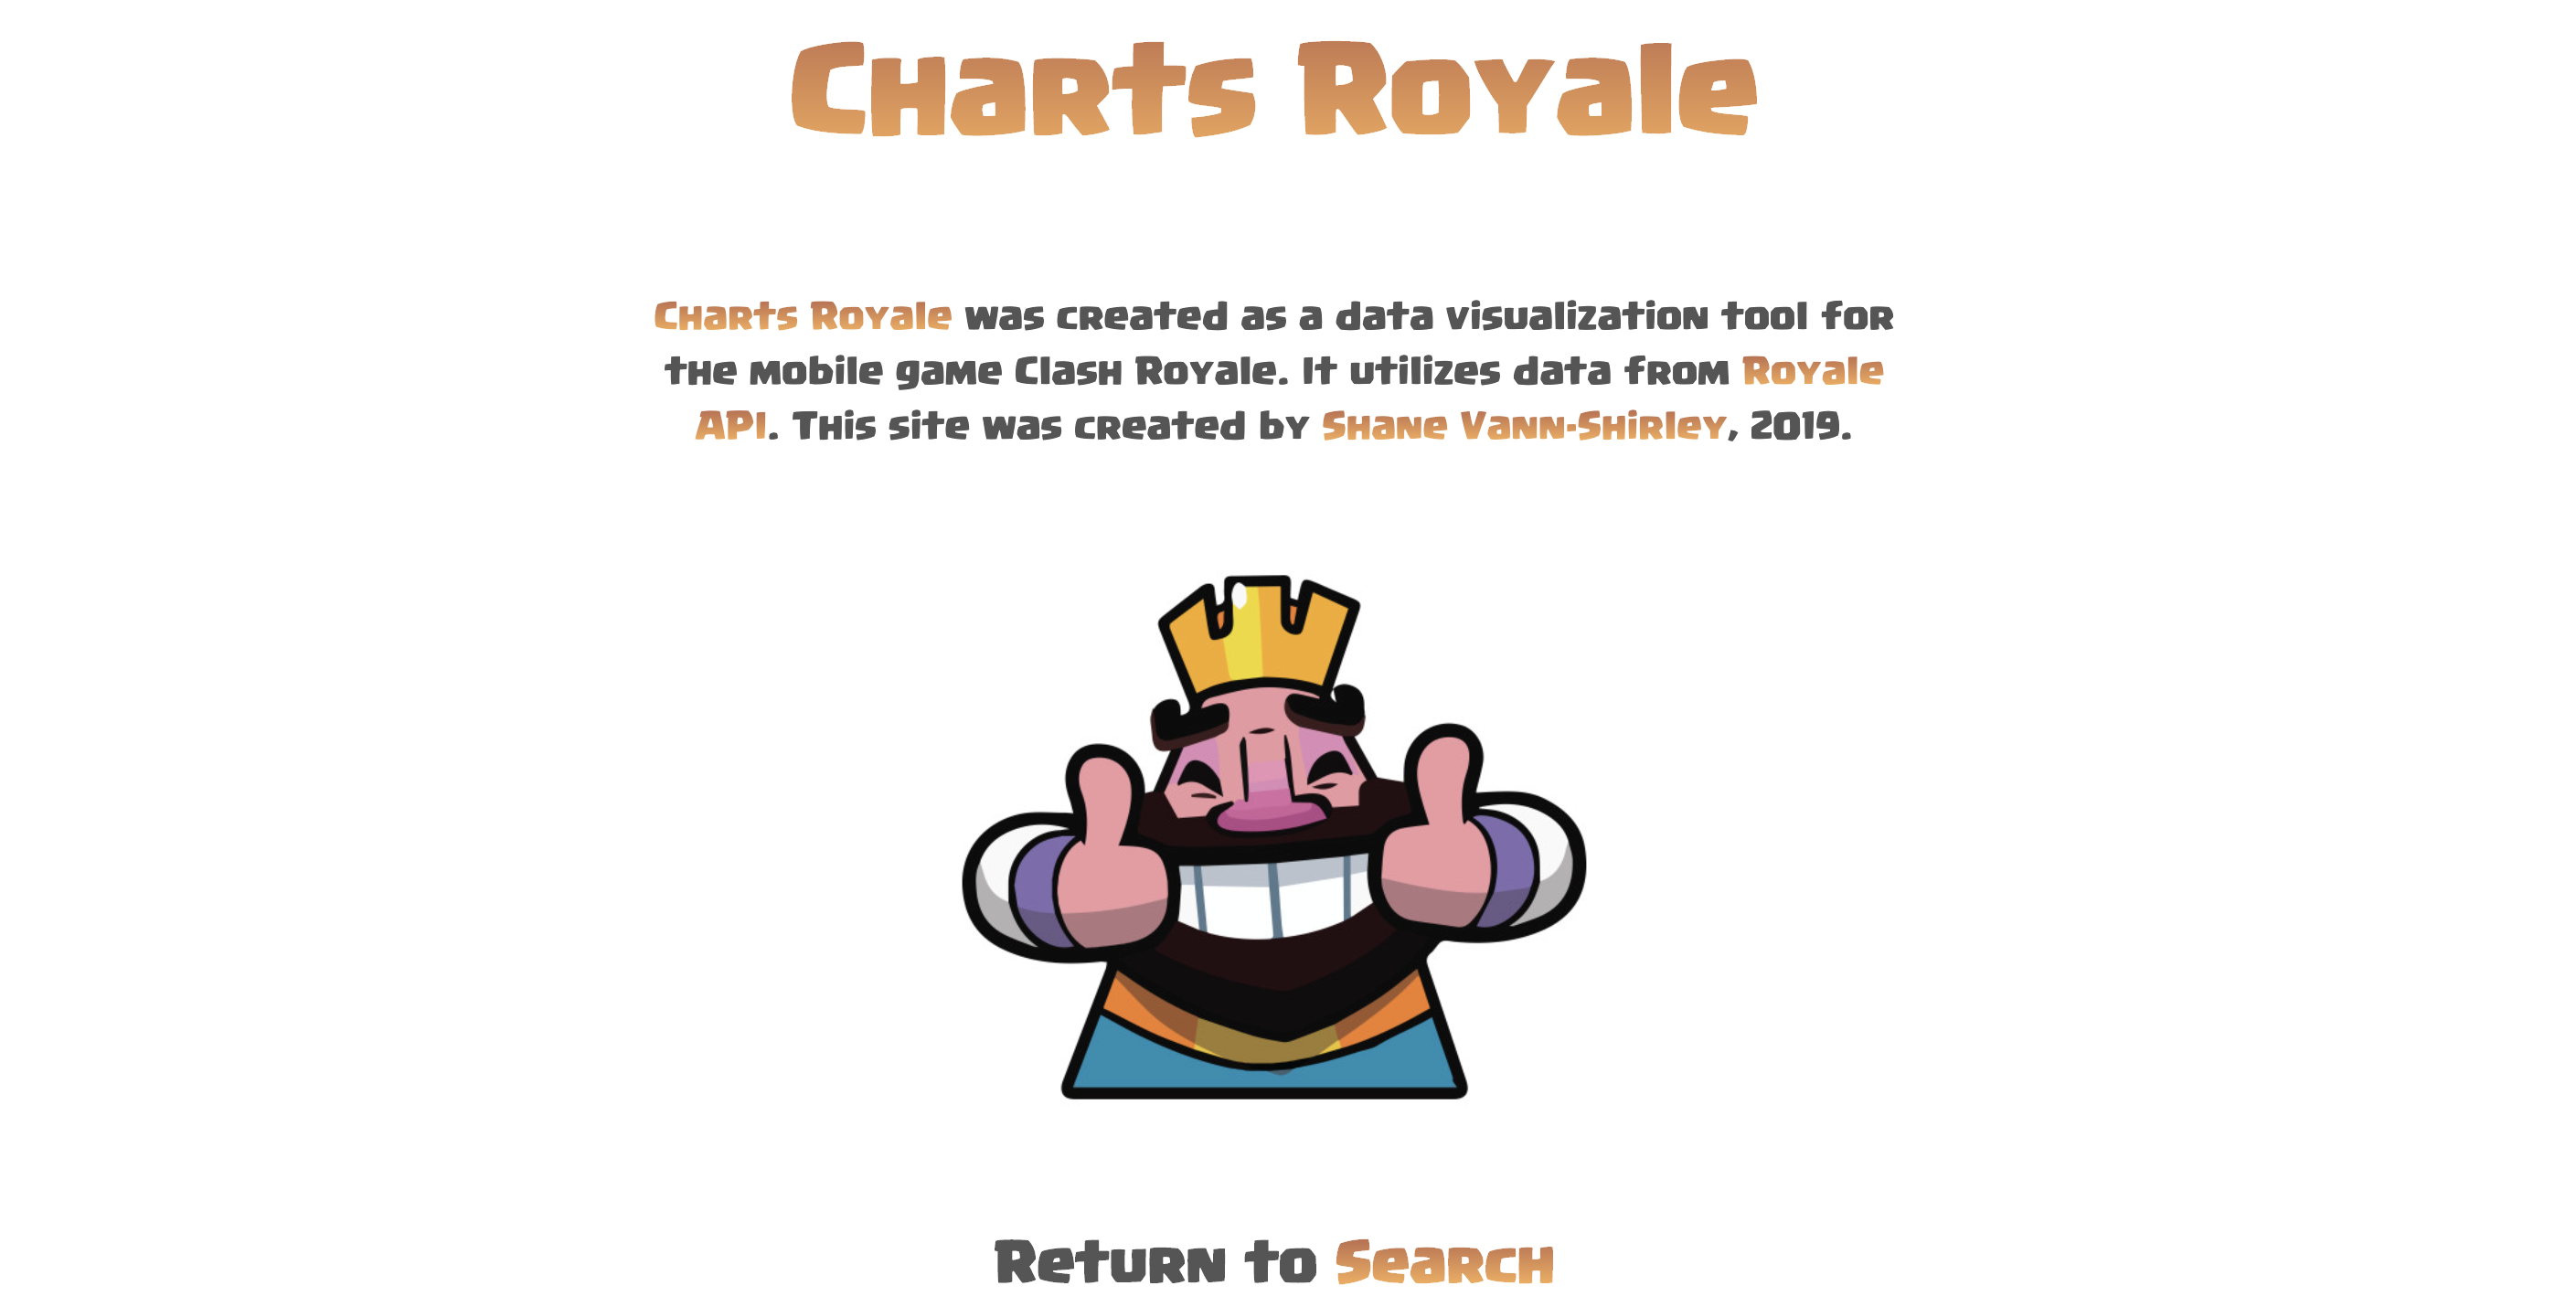 Charts Royale
Charts Royale was created as a data visualization tool for
the mobile game Clash Royale. It utilizes data from Royale
API. This site was created by Shane Vann-Shirley, 2019.
Return to Search